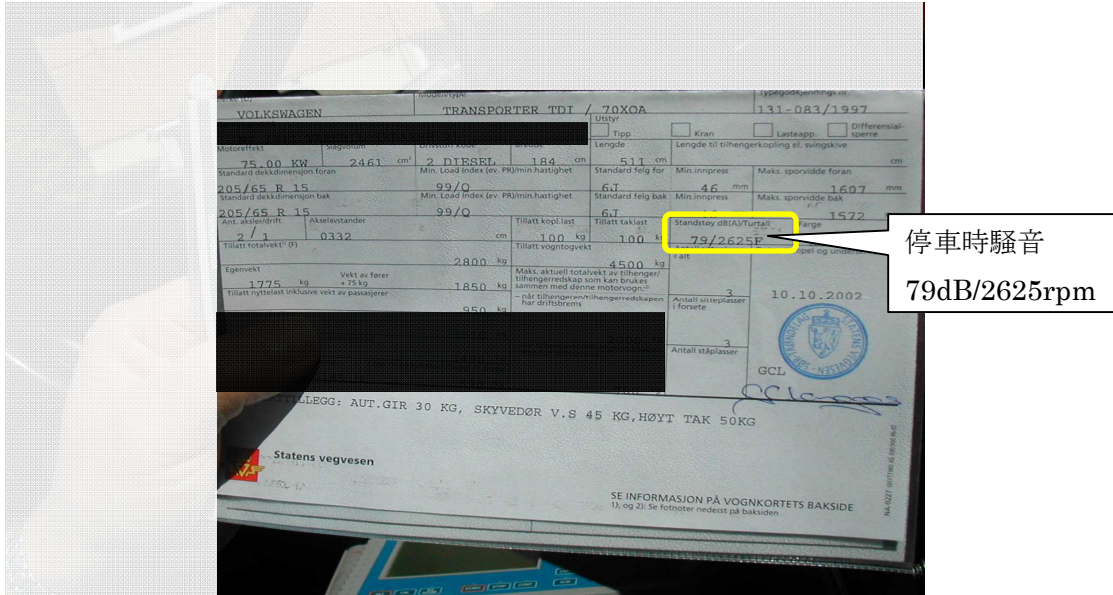 Typegodkjennings nr.
VOLKSWAGEN TRANSPORTER TDI / 70XOA 131-083/1997
Utstyr
Tipp Kran Lasteapp. Differensial-
sperre
Motoreffekt Slagvolum Drivstoff kode Bredde Lengde Lengde til tilhengerkopling el. svingskive
75.00 KW 2461 cm³ 2 DIESEL 184 cm 511 cm cm
Standard dekkdimensjon foran Min. Load Index (ev. PR)/min.hastighet Standard felg for Min.innpress Maks. sporvidde foran
205/65 R 15 99/Q 6J 46 mm 1607 mm
Standard dekkdimensjon bak Min. Load Index (ev. PR)/min.hastighet Standard felg bak Min.innpress Maks. sporvidde bak
205/65 R 15 99/Q 6J 1572
Ant. aksler/drift Akselavstander Tillatt kopl.last Tillatt taklast Standstøy dB(A)/Turtall Farge
2 / 1 0332 cm 100 kg 100 kg 79/2625
Tillatt totalvekt (F) Tillatt vogntogvekt i alt
2800 kg 4500 kg
Egenvekt Vekt av fører
+ 75 kg
Maks. aktuell totalvekt av tilhenger/
tilhengerredskap som kan brukes
sammen med denne motorvogn.
1775 kg 1850 kg 3 10.10.2002
Tillatt nyttelast inklusive vekt av passasjerer – når tilhengeren/tilhengerredskapen
har driftsbrems
Antall sitteplasser
i forsete
950 kg 3
Antall ståplasser
GCL
STATENS VEGVESEN
AUT.GIR 30 KG, SKYVEDØR V.S 45 KG,HØYT TAK 50KG
Statens vegvesen
SE INFORMASJON PÅ VOGNKORTETS BAKSIDE
1), og 2): Se fotnoter nederst på baksiden
停車時騒音
79dB/2625rpm